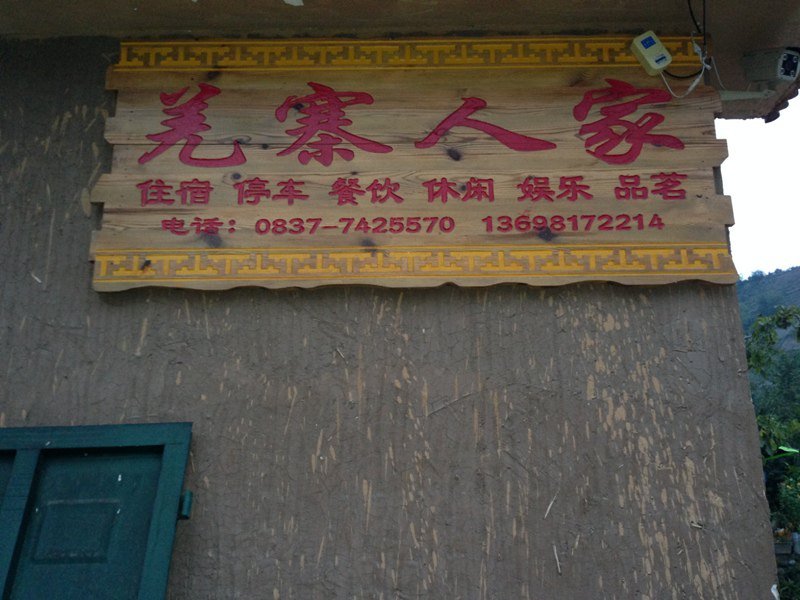 羌寨人家
住宿 停车 餐饮 休闲 娱乐 品茗
电话：0837-7425570 13698172214